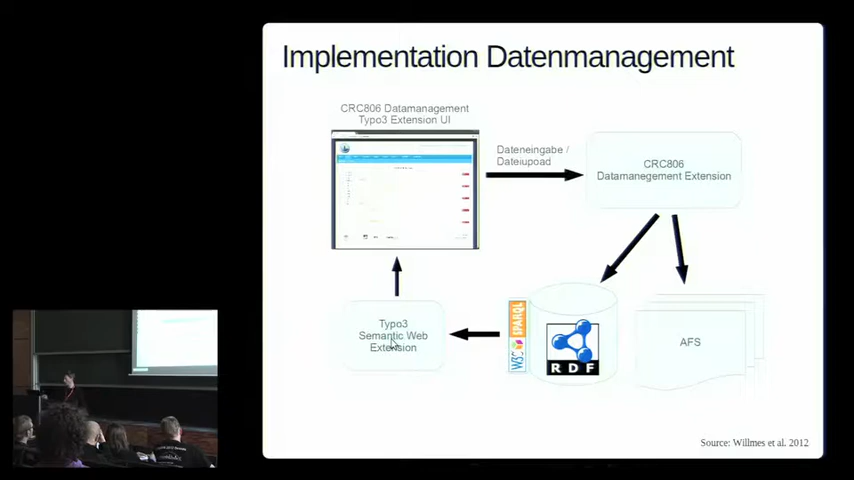 Implementation Datenmanagement
CRC806 Datamanagement
Typo3 Extension UI
Dateneingabe /
Dateiupoad
CRC806
Datamanegement Extension
Typo3
Semantic Web
Extension
W3C SPARQL
RDF
AFS
Source: Willmes et al. 2012